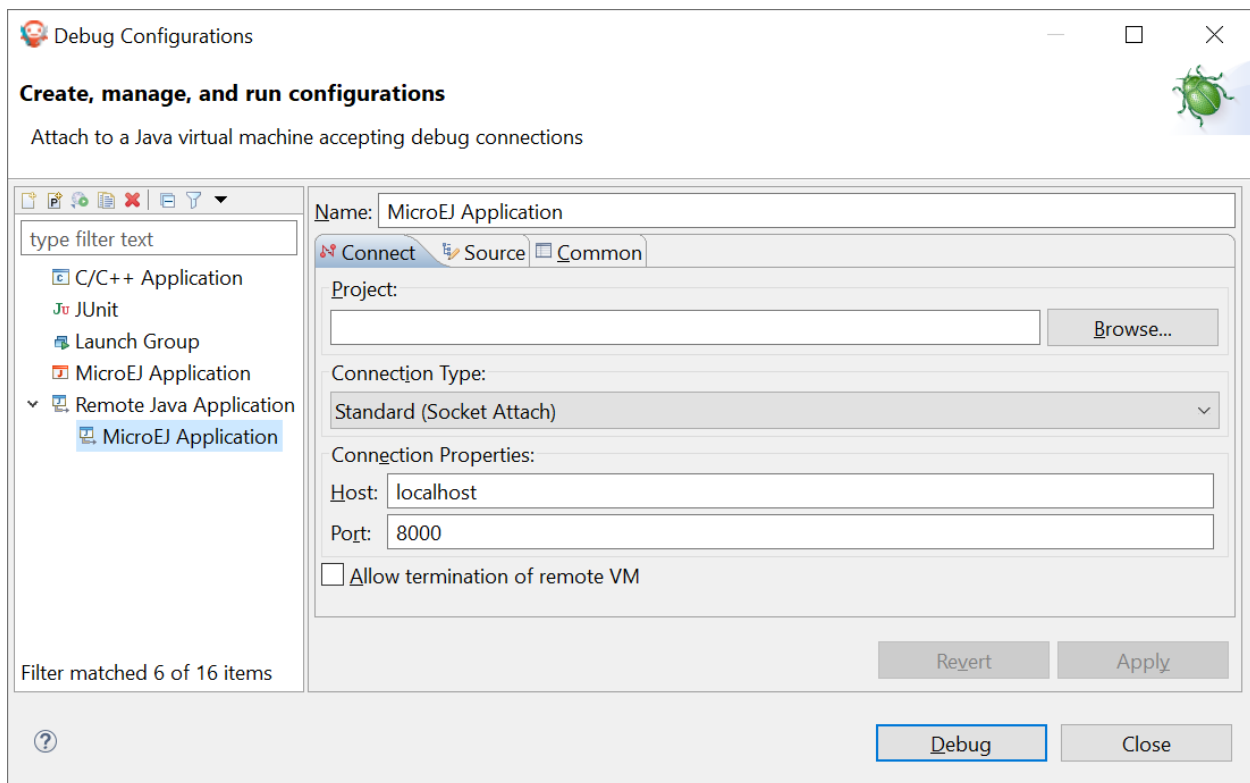 Debug Configurations
Create, manage, and run configurations
Attach to a Java virtual machine accepting debug connections
type filter text
C/C++ Application
JUnit
Launch Group
MicroEJ Application
Remote Java Application
MicroEJ Application
Filter matched 6 of 16 items
Name: MicroEJ Application
Connect Source Common
Project:
Browse...
Connection Type:
Standard (Socket Attach)
Connection Properties:
Host: localhost
Port: 8000
Allow termination of remote VM
Revert Apply
Debug Close